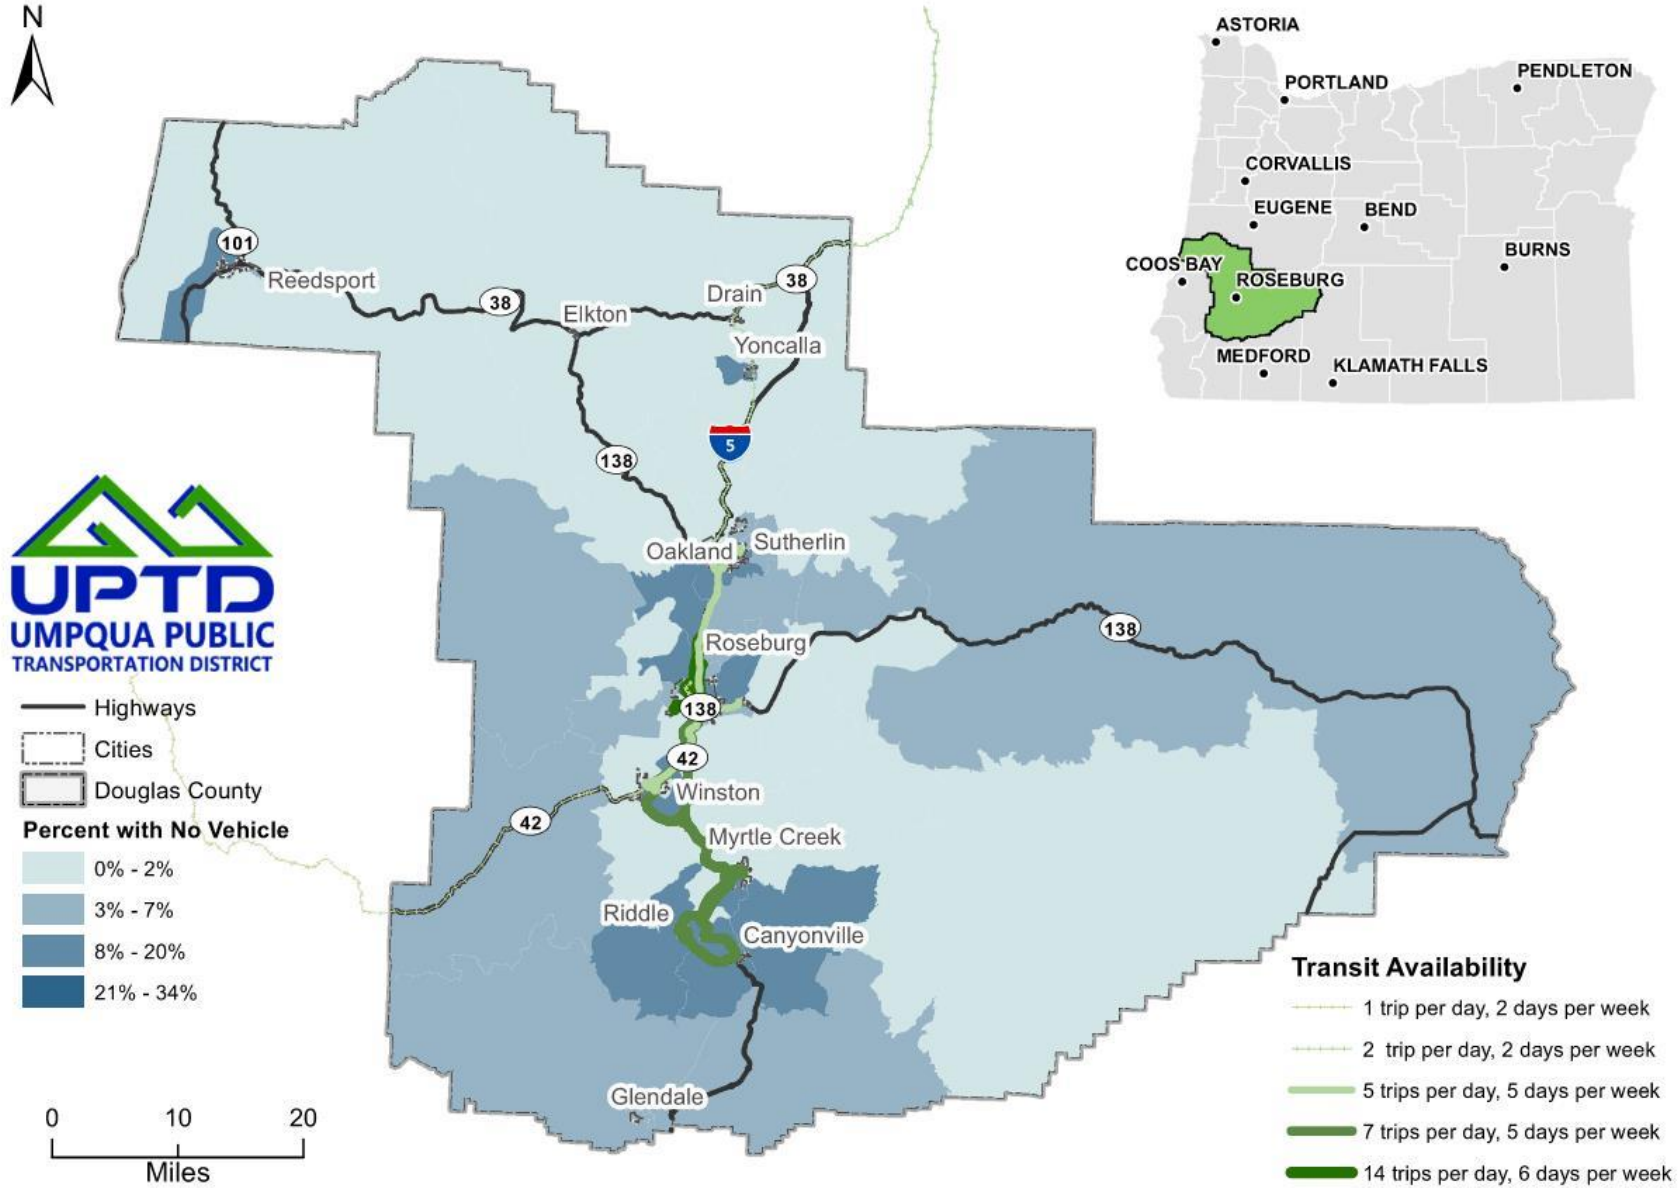 N
ASTORIA
PORTLAND
PENDLETON
CORVALLIS
EUGENE
BEND
BURNS
COOS BAY
ROSEBURG
MEDFORD
KLAMATH FALLS
101
Reedsport
38
Elkton
Drain
38
Yoncalla
5
138
Oakland
Sutherlin
Roseburg
138
138
42
Winston
42
Myrtle Creek
Riddle
Canyonville
Glendale
UPTD
UMPQUA PUBLIC
TRANSPORTATION DISTRICT
Highways
Cities
Douglas County
Percent with No Vehicle
0% - 2%
3% - 7%
8% - 20%
21% - 34%
0 10 20
Miles
Transit Availability
1 trip per day, 2 days per week
2 trip per day, 2 days per week
5 trips per day, 5 days per week
7 trips per day, 5 days per week
14 trips per day, 6 days per week